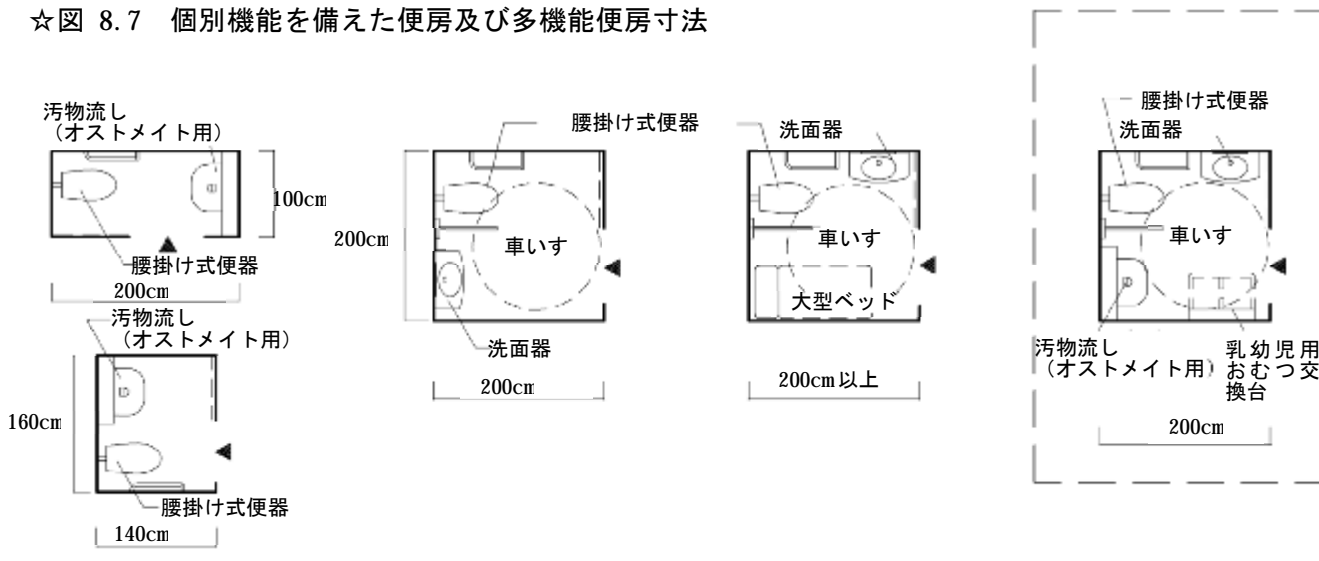 ☆図 8.7 個別機能を備えた便房及び多機能便房寸法
汚物流し
（オストメイト用）
100cm
腰掛け式便器
200cm
汚物流し
（オストメイト用）
160cm
腰掛け式便器
140cm
腰掛け式便器
200cm
車いす
洗面器
200cm
洗面器
車いす
大型ベッド
200cm以上
腰掛け式便器
洗面器
車いす
汚物流し
（オストメイト用）
乳幼児用
おむつ交
換台
200cm